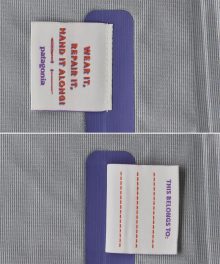 WEAR IT.
REPAIR IT.
HAND IT ALONG!
patagonia
THIS BELONGS TO: